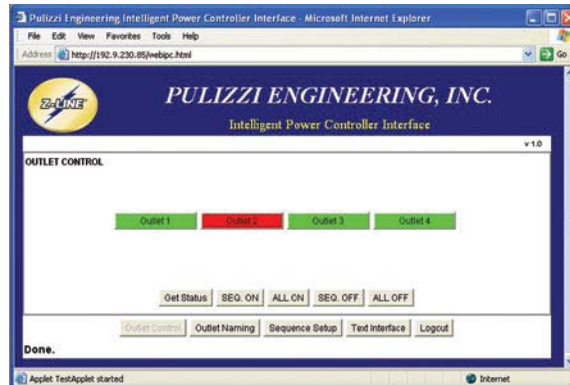 Pulizzi Engineering Intelligent Power Controller Interface - Microsoft Internet Explorer
File Edit View Favorites Tools Help
Address http://192.9.230.85/webipc.html Go
Z-LINE
PULIZZI ENGINEERING, INC.
Intelligent Power Controller Interface
v 1.0
OUTLET CONTROL
Outlet 1 Outlet 2 Outlet 3 Outlet 4
Get Status SEQ. ON ALL ON SEQ. OFF ALL OFF
Outlet Control Outlet Naming Sequence Setup Text Interface Logout
Done.
Applet TestApplet started Internet